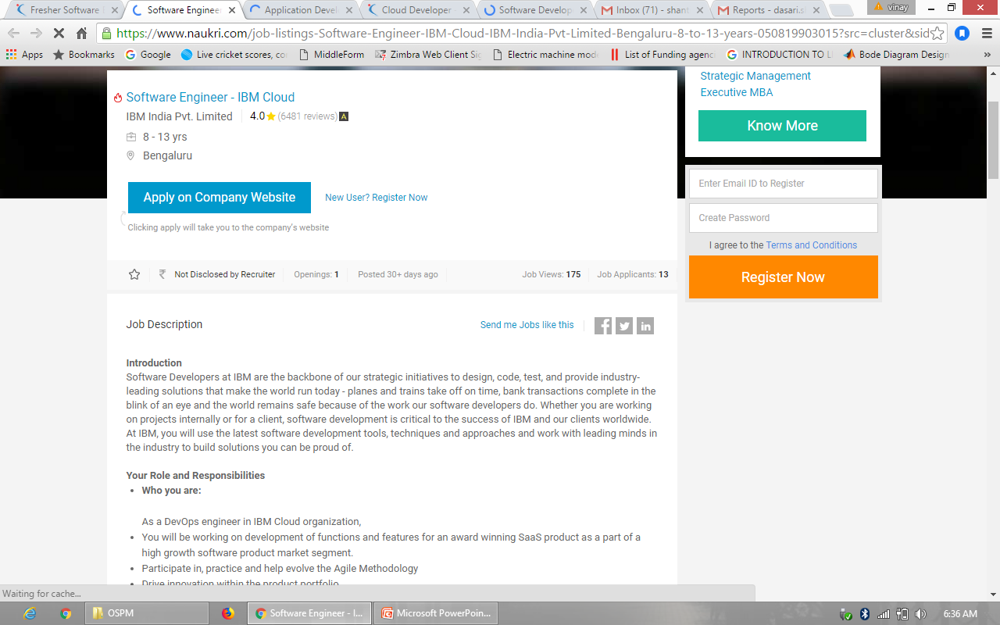 Fresher Software
Software Enginee
Application Devel
Cloud Developer
Software Develop
Inbox (71) - shant
Reports - dasari.s
vinay
https://www.naukri.com/job-listings-Software-Engineer-IBM-Cloud-IBM-India-Pvt-Limited-Bengaluru-8-to-13-years-050819903015?src=cluster&sid
Apps
Bookmarks
Google
Live cricket scores, co
MiddleForm
Zimbra Web Client Sig
Electric machine mod
List of Funding agenc
INTRODUCTION TO LI
Bode Diagram Design
»
Software Engineer - IBM Cloud
IBM India Pvt. Limited 4.0 (6481 reviews) A
8 - 13 yrs
Bengaluru
Apply on Company Website
New User? Register Now
Clicking apply will take you to the company's website
₹ Not Disclosed by Recruiter
Openings: 1
Posted 30+ days ago
Job Views: 175
Job Applicants: 13
Strategic Management
Executive MBA
Know More
Enter Email ID to Register
Create Password
I agree to the Terms and Conditions
Register Now
Job Description
Send me Jobs like this
Introduction
Software Developers at IBM are the backbone of our strategic initiatives to design, code, test, and provide industry-
leading solutions that make the world run today - planes and trains take off on time, bank transactions complete in the
blink of an eye and the world remains safe because of the work our software developers do. Whether you are working
on projects internally or for a client, software development is critical to the success of IBM and our clients worldwide.
At IBM, you will use the latest software development tools, techniques and approaches and work with leading minds in
the industry to build solutions you can be proud of.
Your Role and Responsibilities
• Who you are:
As a DevOps engineer in IBM Cloud organization,
• You will be working on development of functions and features for an award winning SaaS product as a part of a
high growth software product market segment.
• Participate in, practice and help evolve the Agile Methodology
• Drive innovation within the product portfolio
Waiting for cache...
OSPM
Software Engineer - I...
Microsoft PowerPoin...
6:36 AM